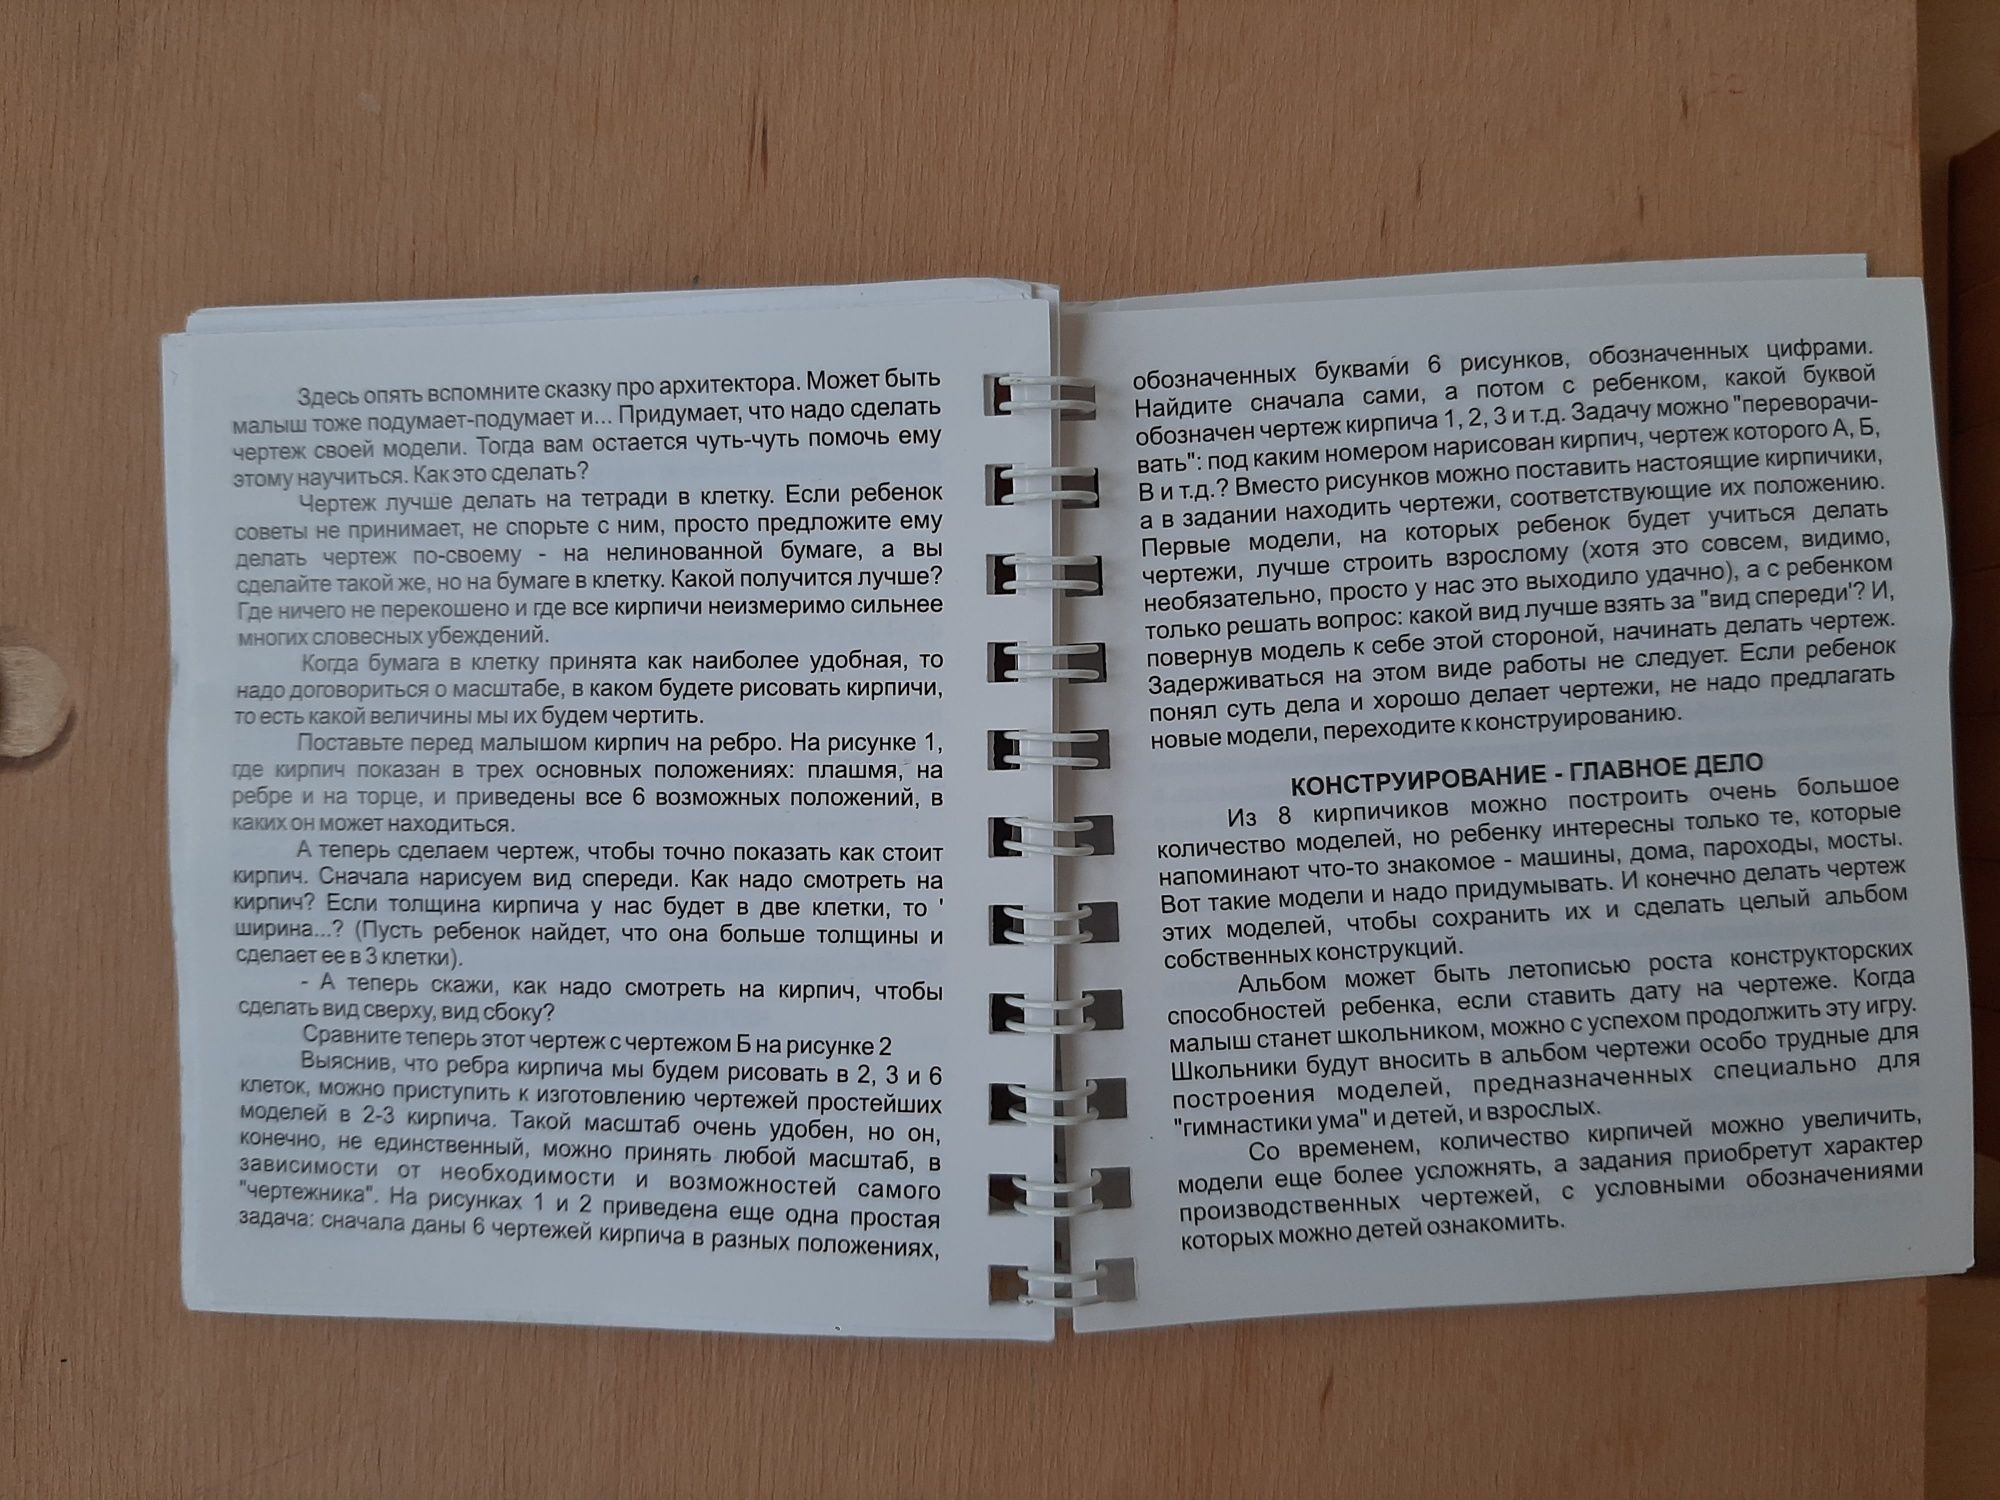 Здесь опять вспомните сказку про архитектора. Может быть
малыш тоже подумает-подумает и... Придумает, что надо сделать
чертеж своей модели. Тогда вам остается чуть-чуть помочь ему
этому научиться. Как это сделать?
Чертеж лучше делать на тетради в клетку. Если ребенок
советы не принимает, не спорьте с ним, просто предложите ему
делать чертеж по-своему - на нелинованной бумаге, а вы
сделайте такой же, но на бумаге в клетку. Какой получится лучше?
Где ничего не перекошено и где все кирпичи неизмеримо сильнее
многих словесных убеждений.
Когда бумага в клетку принята как наиболее удобная, то
надо договориться о масштабе, в каком будете рисовать кирпичи,
то есть какой величины мы их будем чертить.
Поставьте перед малышом кирпич на ребро. На рисунке 1,
где кирпич показан в трех основных положениях: плашмя, на
ребре и на торце, и приведены все 6 возможных положений, в
каких он может находиться.
А теперь сделаем чертеж, чтобы точно показать как стоит
кирпич. Сначала нарисуем вид спереди. Как надо смотреть на
кирпич? Если толщина кирпича у нас будет в две клетки, то '
ширина...? (Пусть ребенок найдет, что она больше толщины и
сделает ее в 3 клетки).
- А теперь скажи, как надо смотреть на кирпич, чтобы
сделать вид сверху, вид сбоку?
Сравните теперь этот чертеж с чертежом Б на рисунке 2
Выяснив, что ребра кирпича мы будем рисовать в 2, 3 и 6
клеток, можно приступить к изготовлению чертежей простейших
моделей в 2-3 кирпича. Такой масштаб очень удобен, но он,
конечно, не единственный, можно принять любой масштаб, в
зависимости от необходимости и возможностей самого
"чертежника". На рисунках 1 и 2 приведена еще одна простая
задача: сначала даны 6 чертежей кирпича в разных положениях,
обозначенных буквами 6 рисунков, обозначенных цифрами.
Найдите сначала сами, а потом с ребенком, какой буквой
обозначен чертеж кирпича 1, 2, 3 и т.д. Задачу можно "переворачи-
вать": под каким номером нарисован кирпич, чертеж которого А, Б,
В и т.д.? Вместо рисунков можно поставить настоящие кирпичики,
а в задании находить чертежи, соответствующие их положению.
Первые модели, на которых ребенок будет учиться делать
чертежи, лучше строить взрослому (хотя это совсем, видимо,
необязательно, просто у нас это выходило удачно), а с ребенком
только решать вопрос: какой вид лучше взять за "вид спереди'? И,
повернув модель к себе этой стороной, начинать делать чертеж.
Задерживаться на этом виде работы не следует. Если ребенок
понял суть дела и хорошо делает чертежи, не надо предлагать
новые модели, переходите к конструированию.
КОНСТРУИРОВАНИЕ - ГЛАВНОЕ ДЕЛО
Из 8 кирпичиков можно построить очень большое
количество моделей, но ребенку интересны только те, которые
напоминают что-то знакомое - машины, дома, пароходы, мосты.
Вот такие модели и надо придумывать. И конечно делать чертеж
этих моделей, чтобы сохранить их и сделать целый альбом
собственных конструкций.
Альбом может быть летописью роста конструкторских
способностей ребенка, если ставить дату на чертеже. Когда
малыш станет школьником, можно с успехом продолжить эту игру.
Школьники будут вносить в альбом чертежи особо трудные для
построения моделей, предназначенных специально для
"гимнастики ума" и детей, и взрослых.
Со временем, количество кирпичей можно увеличить,
модели еще более усложнять, а задания приобретут характер
производственных чертежей, с условными обозначениями
которых можно детей ознакомить.